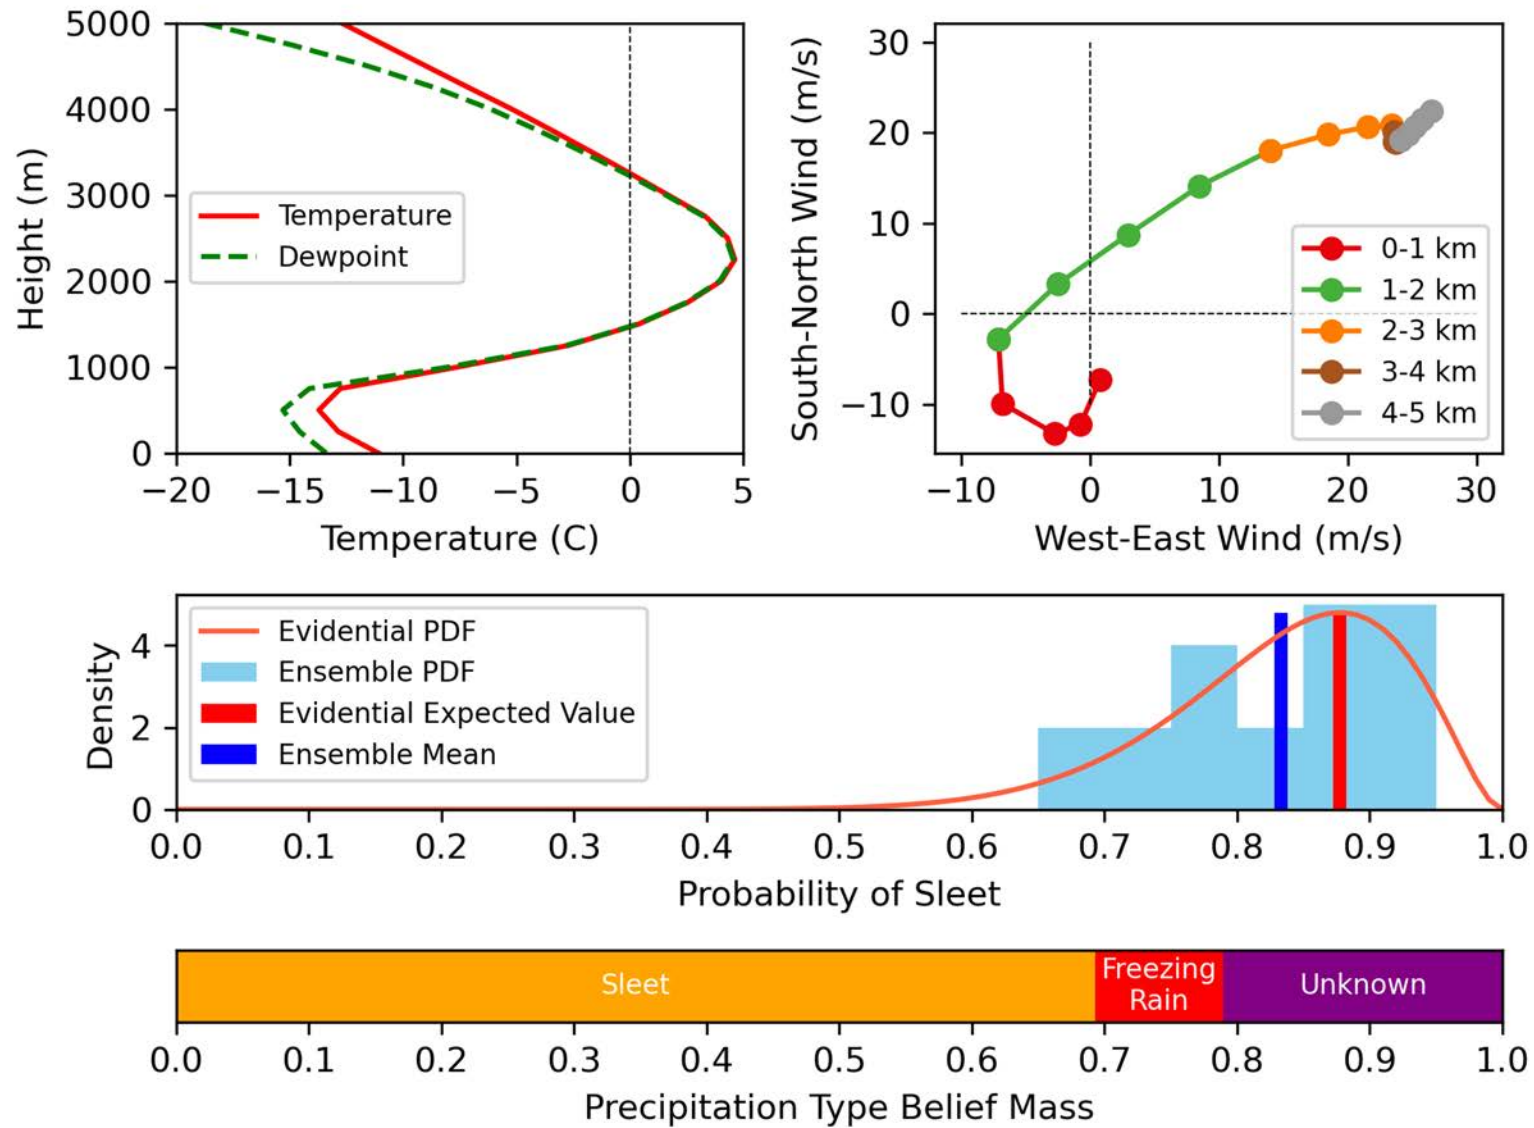 5000
4000
3000
2000
1000
0
Height (m)
Temperature
Dewpoint
−20 −15 −10 −5 0 5
Temperature (C)
30
20
10
0
−10
South-North Wind (m/s)
0-1 km
1-2 km
2-3 km
3-4 km
4-5 km
−10 0 10 20 30
West-East Wind (m/s)
4
2
0
Density
Evidential PDF
Ensemble PDF
Evidential Expected Value
Ensemble Mean
0.0 0.1 0.2 0.3 0.4 0.5 0.6 0.7 0.8 0.9 1.0
Probability of Sleet
Sleet
Freezing
Rain
Unknown
0.0 0.1 0.2 0.3 0.4 0.5 0.6 0.7 0.8 0.9 1.0
Precipitation Type Belief Mass